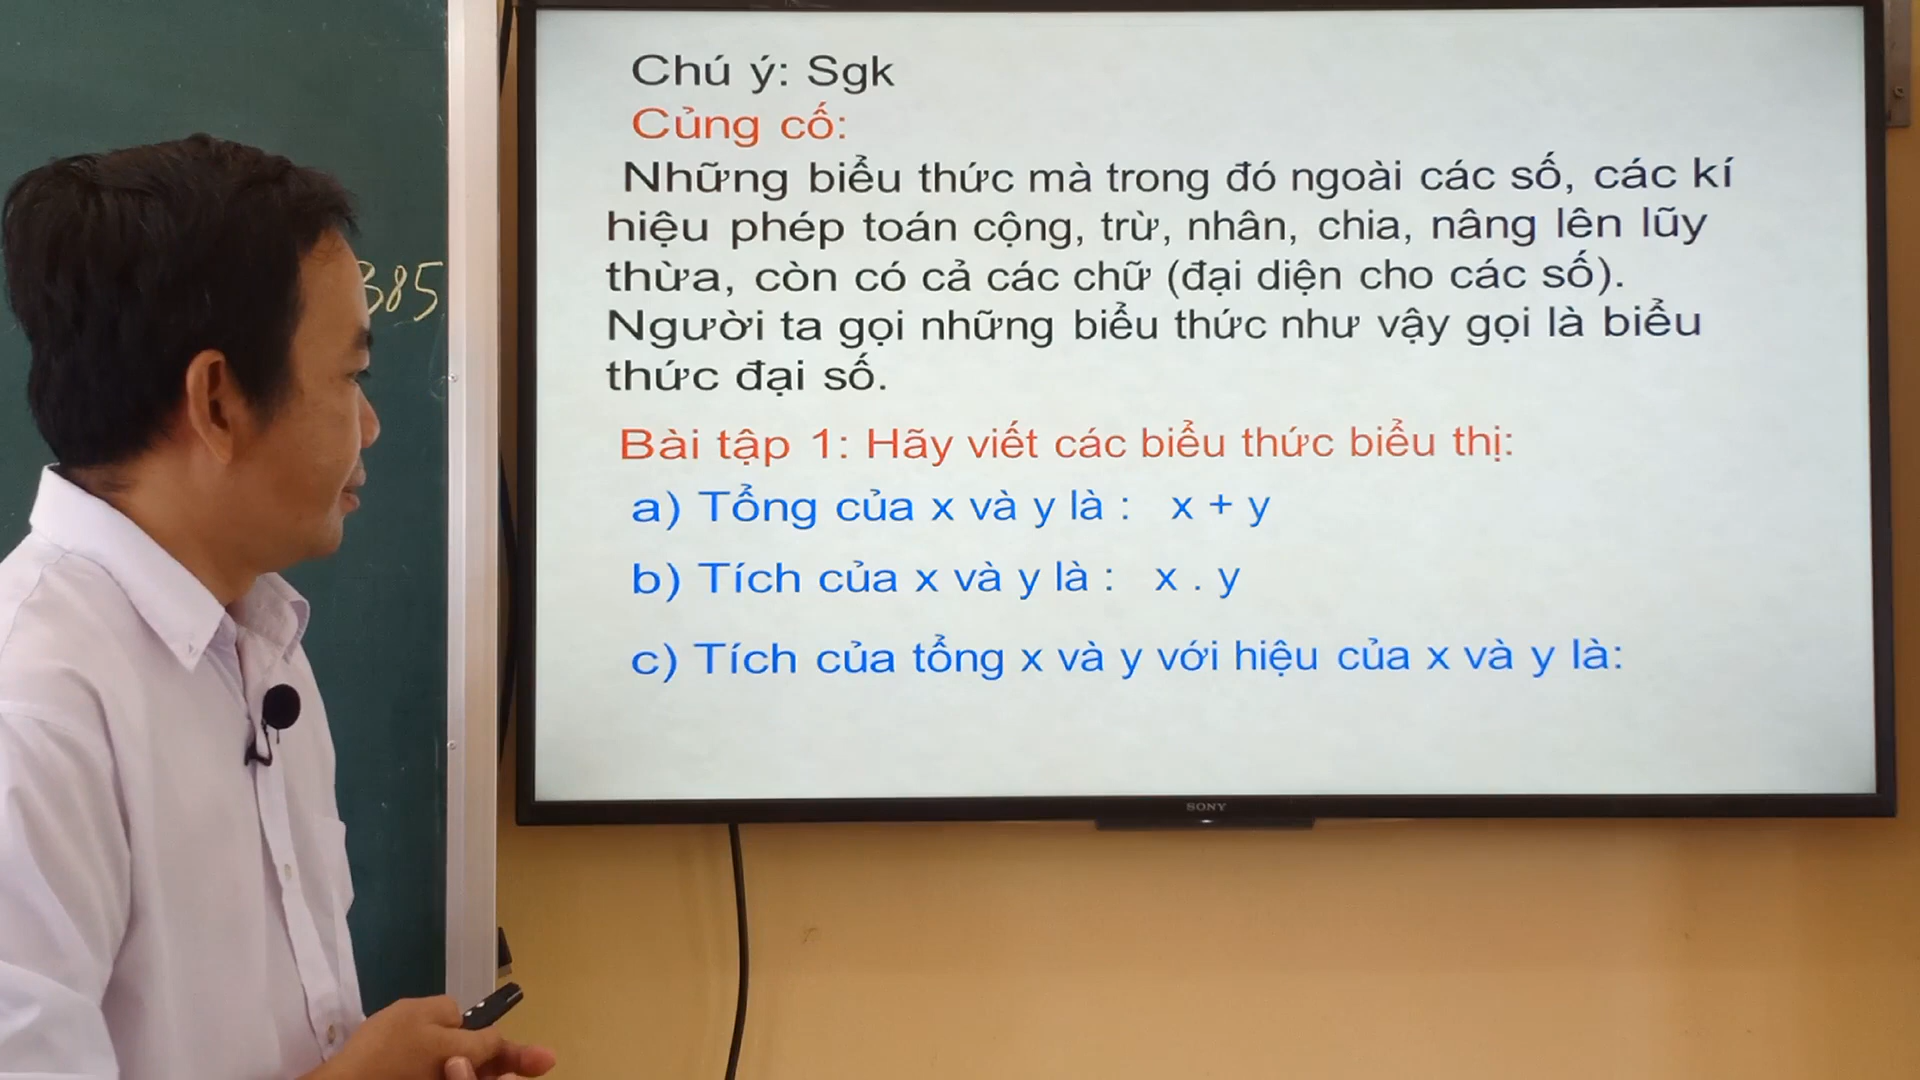 385
Chú ý: Sgk
Củng cố:
Những biểu thức mà trong đó ngoài các số, các kí
hiệu phép toán cộng, trừ, nhân, chia, nâng lên lũy
thừa, còn có cả các chữ (đại diện cho các số).
Người ta gọi những biểu thức như vậy gọi là biểu
thức đại số.
Bài tập 1: Hãy viết các biểu thức biểu thị:
a) Tổng của x và y là : x + y
b) Tích của x và y là : x . y
c) Tích của tổng x và y với hiệu của x và y là:
SONY